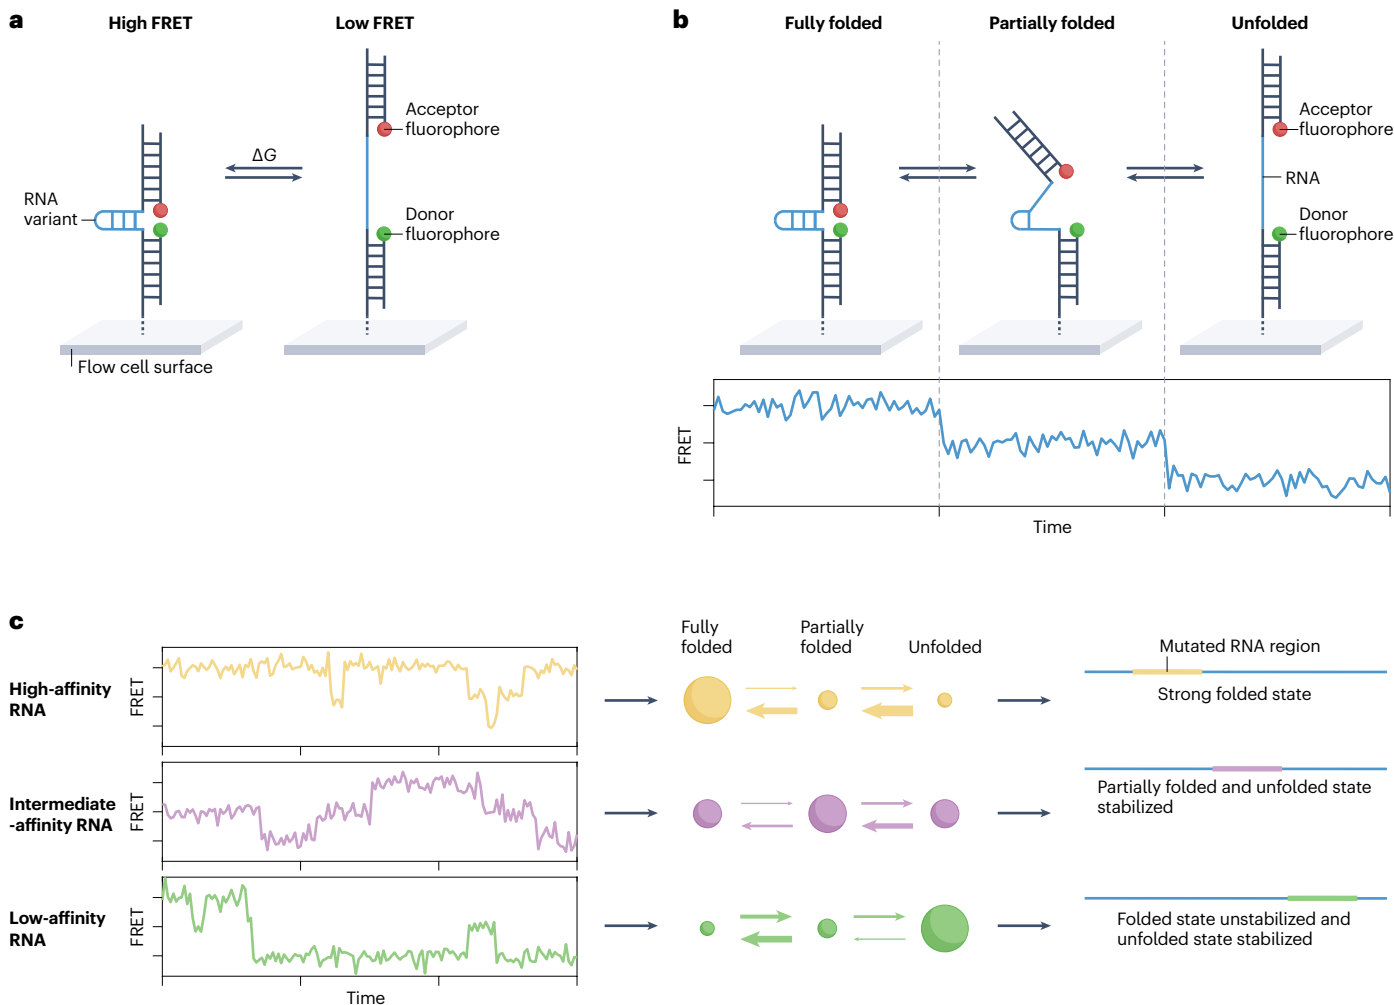 a
High FRET
Low FRET
Acceptor
fluorophore
ΔG
RNA
variant
Donor
fluorophore
Flow cell surface
b
Fully folded
Partially folded
Unfolded
Acceptor
fluorophore
RNA
Donor
fluorophore
FRET
Time
c
High-affinity
RNA
FRET
Intermediate
-affinity RNA
FRET
Low-affinity
RNA
FRET
Time
Fully
folded
Partially
folded
Unfolded
Mutated RNA region
Strong folded state
Partially folded and unfolded state
stabilized
Folded state unstabilized and
unfolded state stabilized